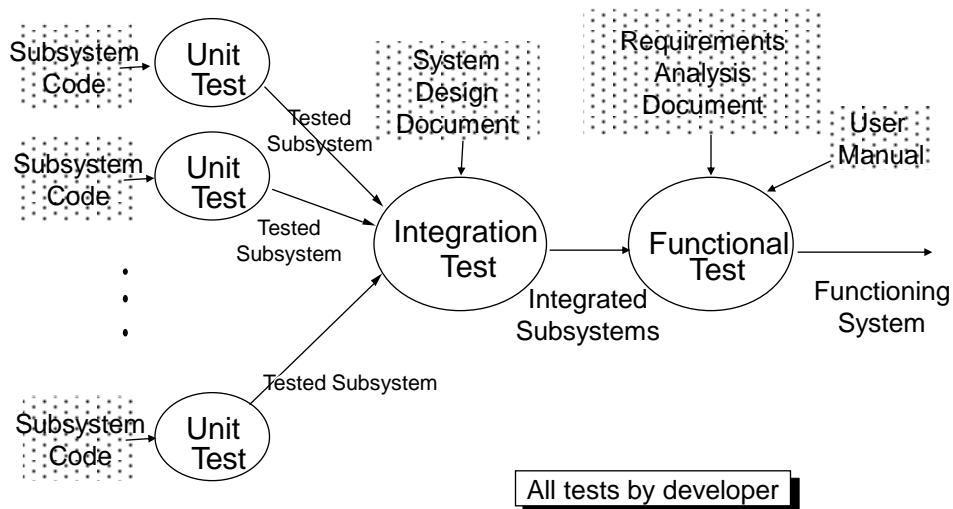 Subsystem
Code
Unit
Test
Tested
Subsystem
System
Design
Document
Requirements
Analysis
Document
User
Manual
Subsystem
Code
Unit
Test
Tested
Subsystem
Integration
Test
Integrated
Subsystems
Functional
Test
Functioning
System
Tested Subsystem
Subsystem
Code
Unit
Test
All tests by developer